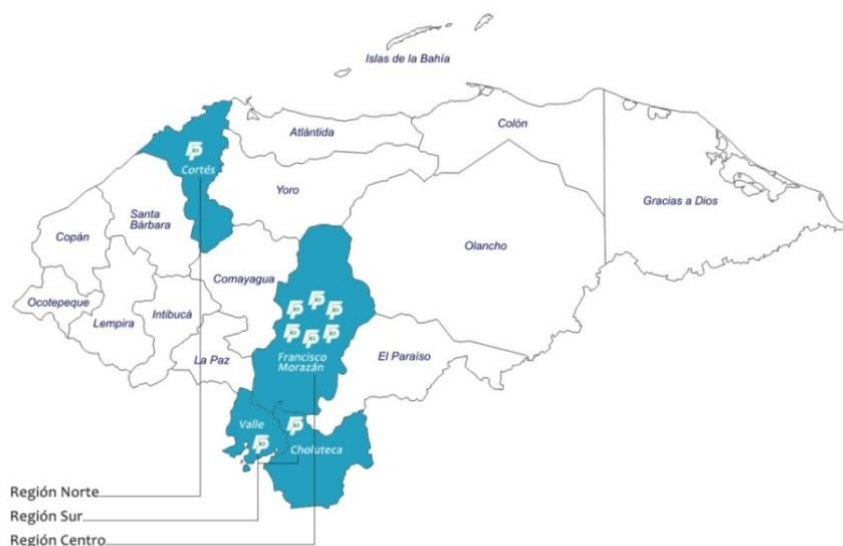 Islas de la Bahía
Atlántida
Colón
Cortés
Yoro
Gracias a Dios
Santa
Bárbara
Copán
Olancho
Comayagua
Ocotepeque
Intibucá
Lempira
Francisco
Morazán
La Paz
El Paraíso
Valle
Choluteca
Región Norte
Región Sur
Región Centro